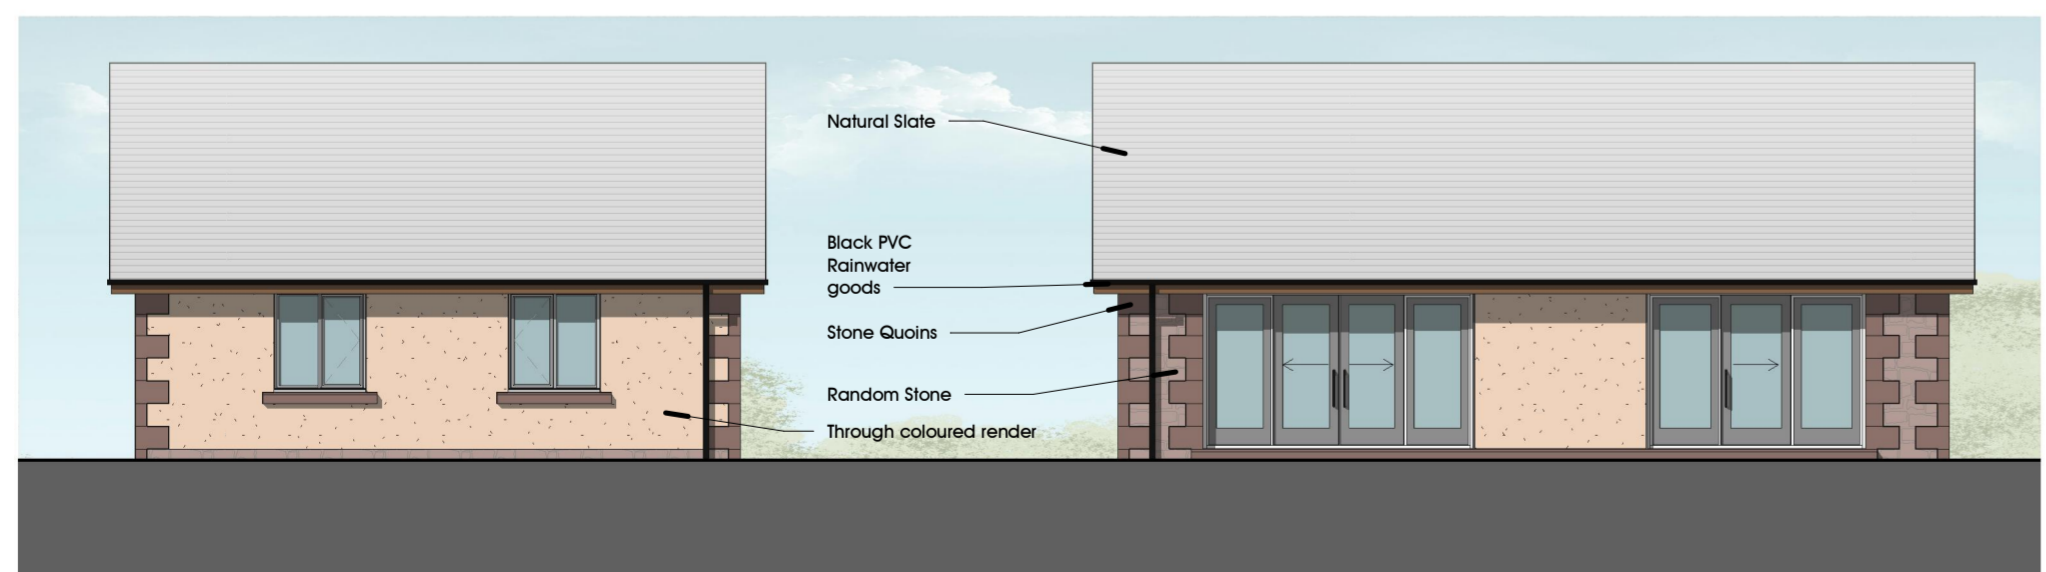 Natural Slate
Black PVC
Rainwater
goods
Stone Quoins
Random Stone
Through coloured render